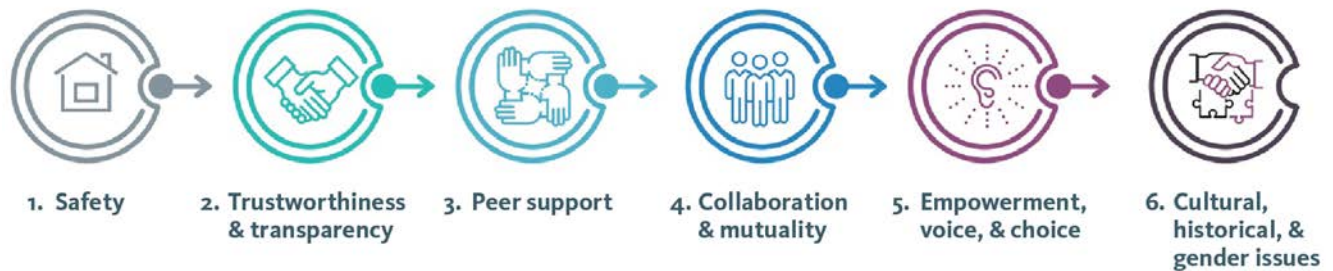 1. Safety
2. Trustworthiness
& transparency
3. Peer support
4. Collaboration
& mutuality
5. Empowerment,
voice, & choice
6. Cultural,
historical, &
gender issues